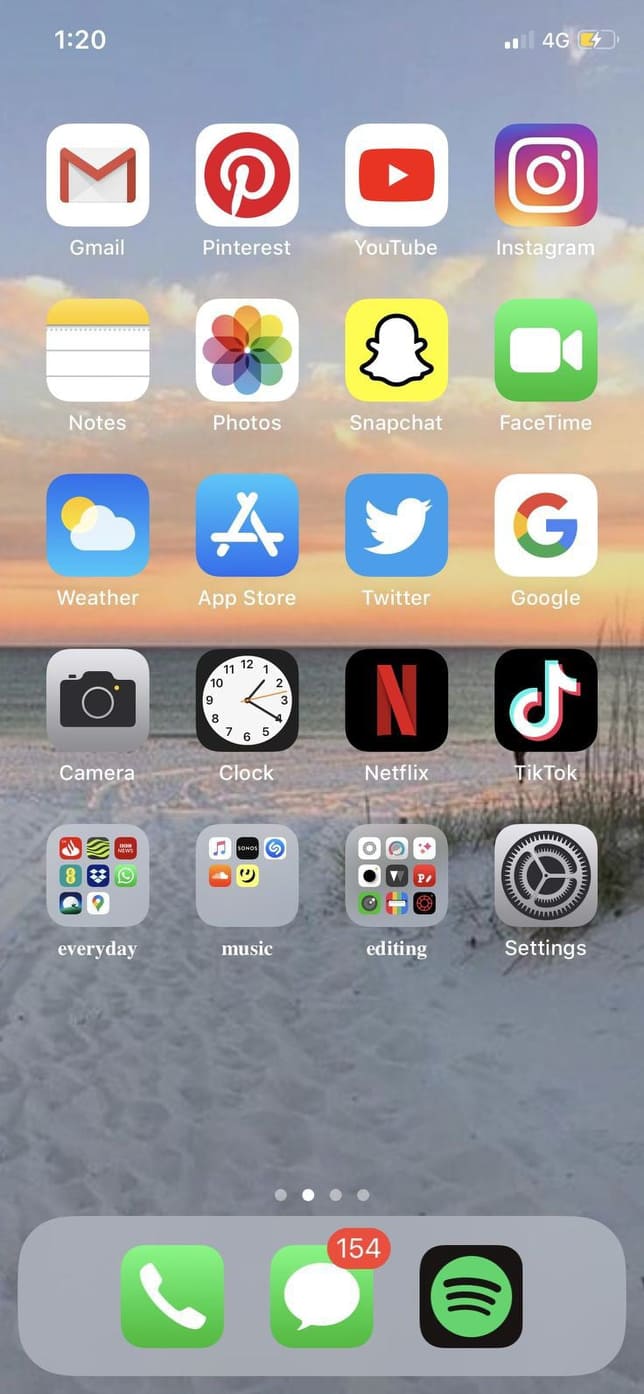 1:20 4G
Gmail Pinterest YouTube Instagram
Notes Photos Snapchat FaceTime
Weather App Store Twitter Google
11 12 1
10 2
9 3
8 4
7 6 5
Camera Clock Netflix TikTok
BBC
NEWS
SONOS
everyday music editing Settings
154